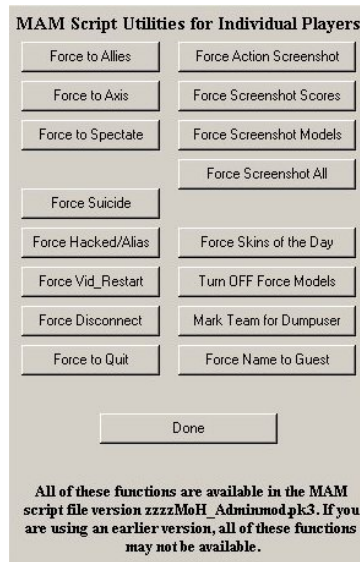 MAM Script Utilities for Individual Players
Force to Allies
Force Action Screenshot
Force to Axis
Force Screenshot Scores
Force to Spectate
Force Screenshot Models
Force Screenshot All
Force Suicide
Force Hacked/Alias
Force Skins of the Day
Force Vid_Restart
Turn OFF Force Models
Force Disconnect
Mark Team for Dumpuser
Force to Quit
Force Name to Guest
Done
All of these functions are available in the MAM
script file version zzzzMoH_Adminmod.pk3. If you
are using an earlier version, all of these functions
may not be available.